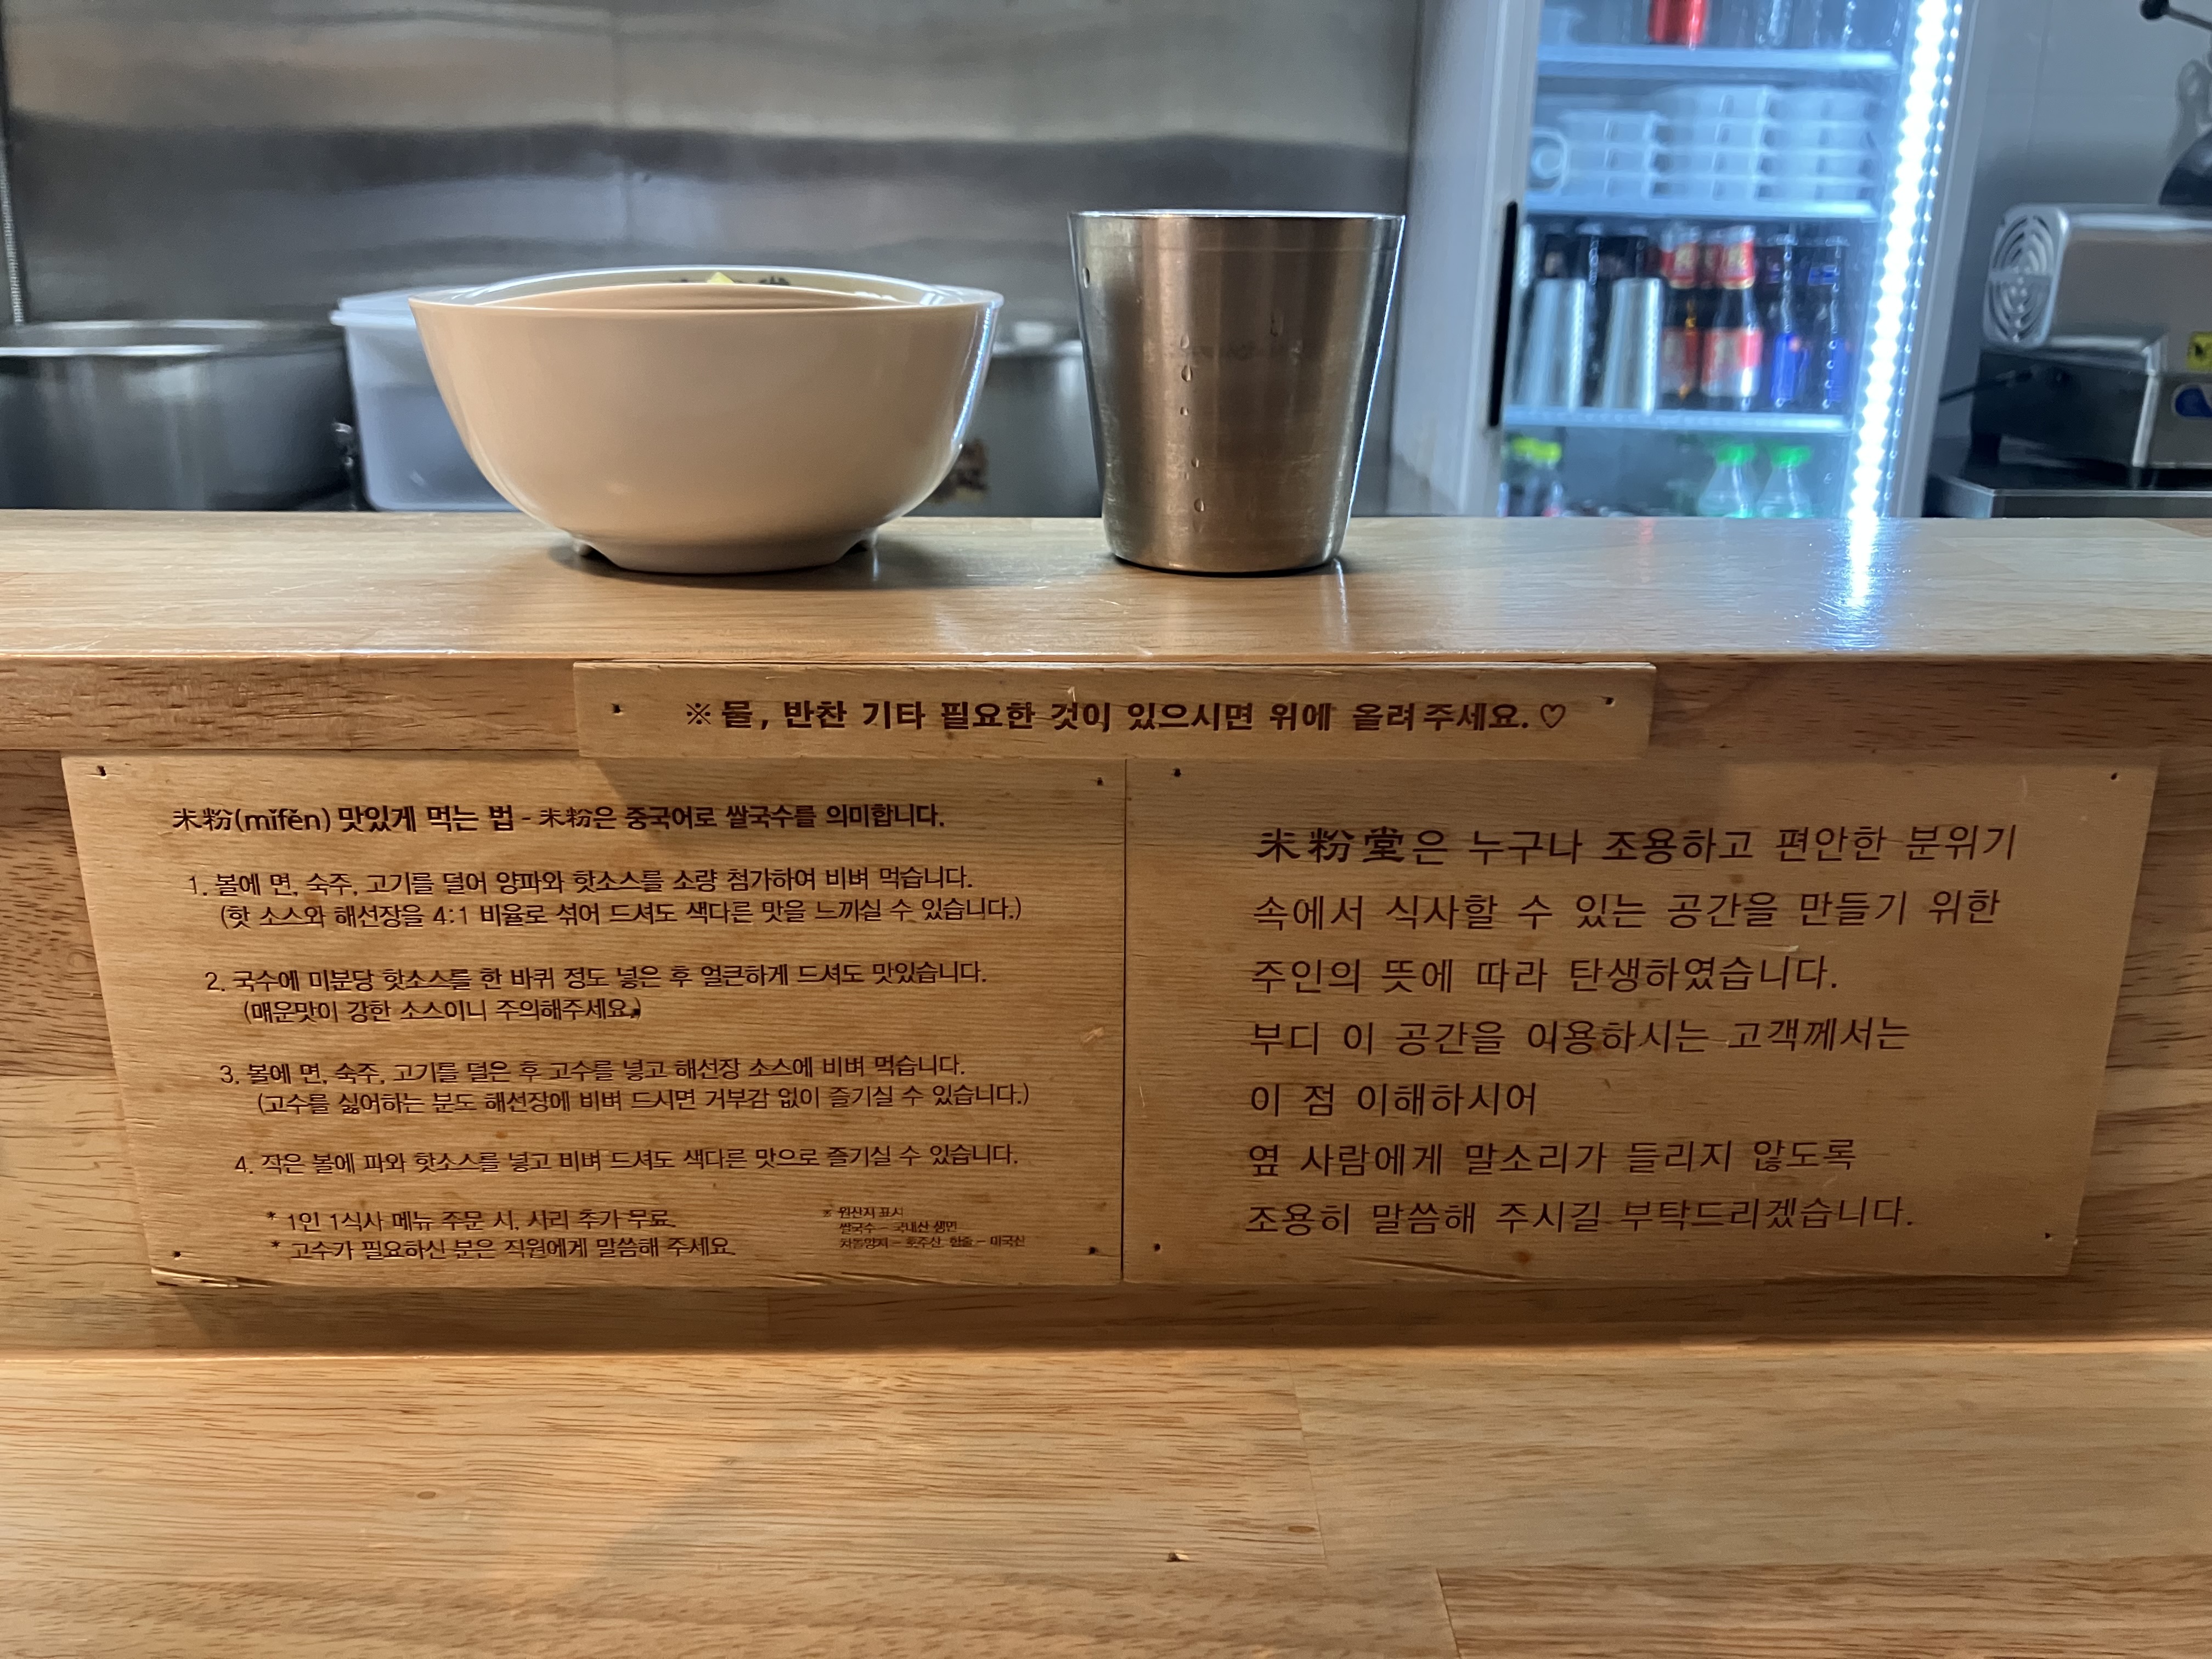 ※ 물, 반찬 기타 필요한 것이 있으시면 위에 올려주세요. ♡
米粉(mǐfěn) 맛있게 먹는 법 - 米粉은 중국어로 쌀국수를 의미합니다.
1. 볼에 면, 숙주, 고기를 덜어 양파와 핫소스를 소량 첨가하여 비벼 먹습니다.
(핫 소스와 해선장을 4:1 비율로 섞어 드셔도 색다른 맛을 느끼실 수 있습니다.)
2. 국수에 미분당 핫소스를 한 바퀴 정도 넣은 후 얼큰하게 드셔도 맛있습니다.
(매운맛이 강한 소스이니 주의해주세요.)
3. 볼에 면, 숙주, 고기를 덜은 후 고수를 넣고 해선장 소스에 비벼 먹습니다.
(고수를 싫어하는 분도 해선장에 비벼 드시면 거부감 없이 즐기실 수 있습니다.)
4. 작은 볼에 파와 핫소스를 넣고 비벼 드셔도 색다른 맛으로 즐기실 수 있습니다.
* 1인 1식사 메뉴 주문 시, 사리 추가 무료.
* 고수가 필요하신 분은 직원에게 말씀해 주세요.
※ 원산지 표시
쌀국수 - 국내산 생면
차돌양지 - 호주산, 힘줄 - 미국산
米粉堂은 누구나 조용하고 편안한 분위기
속에서 식사할 수 있는 공간을 만들기 위한
주인의 뜻에 따라 탄생하였습니다.
부디 이 공간을 이용하시는 고객께서는
이 점 이해하시어
옆 사람에게 말소리가 들리지 않도록
조용히 말씀해 주시길 부탁드리겠습니다.